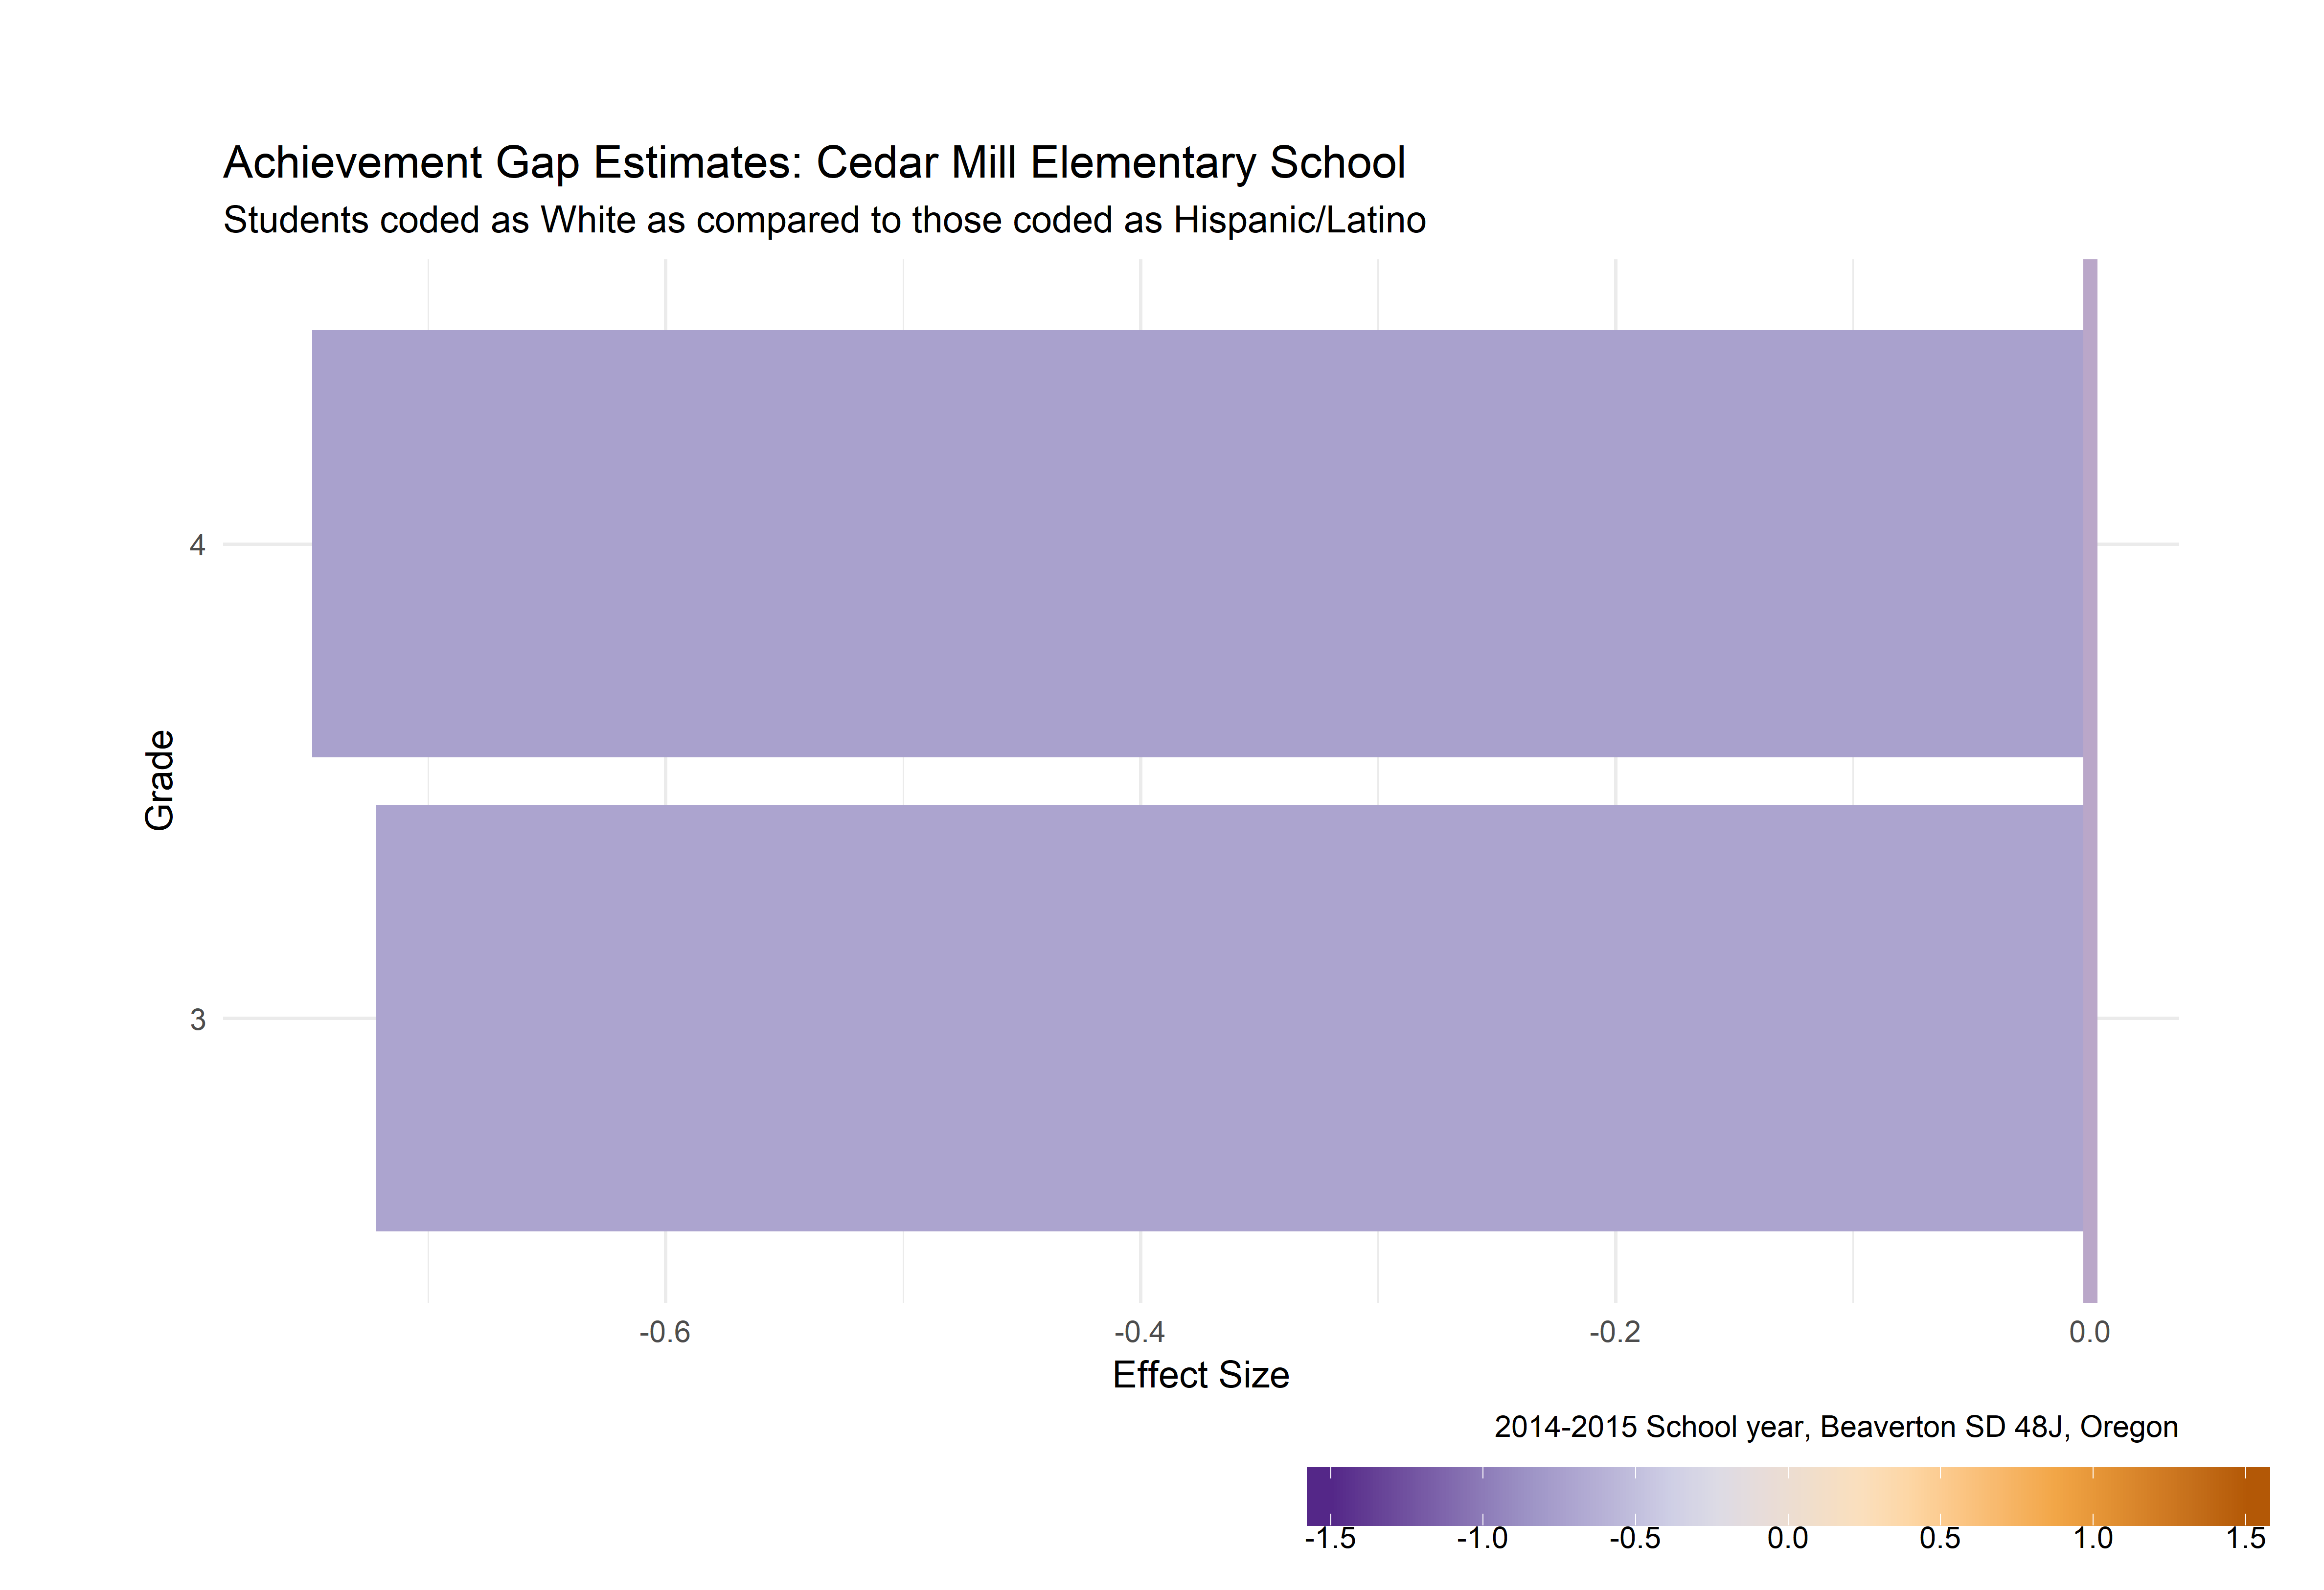 Achievement Gap Estimates: Cedar Mill Elementary School
Students coded as White as compared to those coded as Hispanic/Latino
Grade
4
3
-0.6 -0.4 -0.2 0.0
Effect Size
2014-2015 School year, Beaverton SD 48J, Oregon
-1.5 -1.0 -0.5 0.0 0.5 1.0 1.5